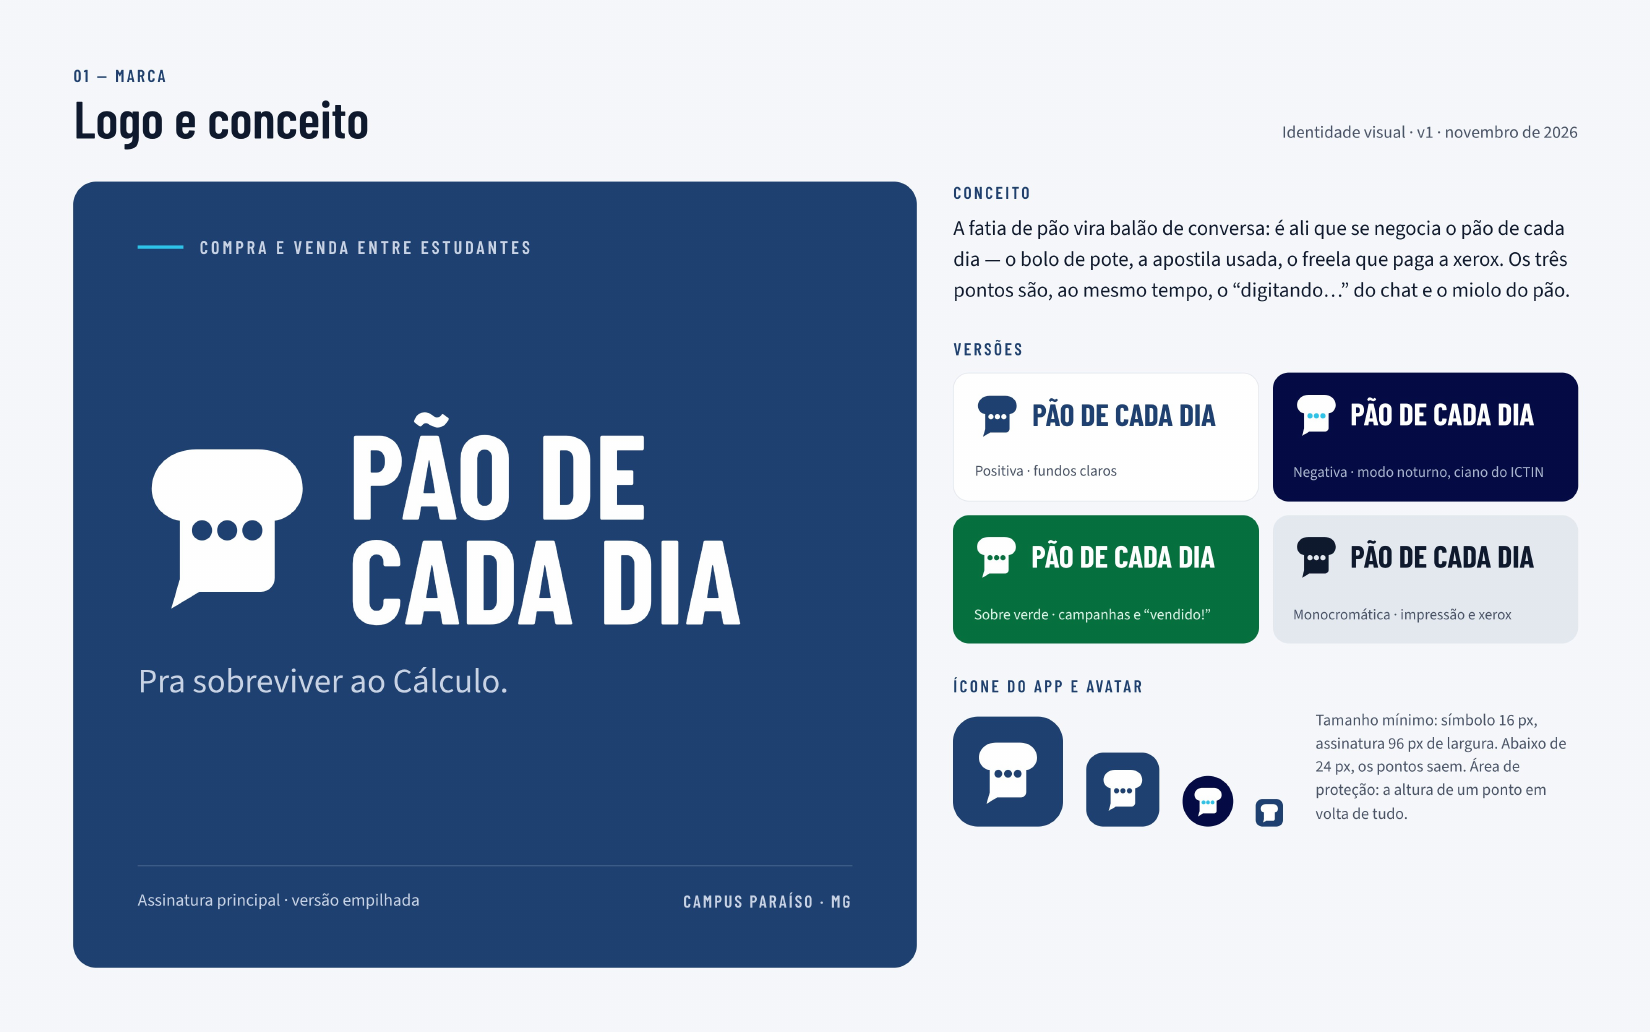 01 — MARCA
Logo e conceito
Identidade visual · v1 · novembro de 2026
COMPRA E VENDA ENTRE ESTUDANTES
PÃO DE
CADA DIA
Pra sobreviver ao Cálculo.
Assinatura principal · versão empilhada
CAMPUS PARAÍSO · MG
CONCEITO
A fatia de pão vira balão de conversa: é ali que se negocia o pão de cada
dia — o bolo de pote, a apostila usada, o freela que paga a xerox. Os três
pontos são, ao mesmo tempo, o “digitando…” do chat e o miolo do pão.
VERSÕES
PÃO DE CADA DIA
Positiva · fundos claros
PÃO DE CADA DIA
Negativa · modo noturno, ciano do ICTIN
PÃO DE CADA DIA
Sobre verde · campanhas e “vendido!”
PÃO DE CADA DIA
Monocromática · impressão e xerox
ÍCONE DO APP E AVATAR
Tamanho mínimo: símbolo 16 px,
assinatura 96 px de largura. Abaixo de
24 px, os pontos saem. Área de
proteção: a altura de um ponto em
volta de tudo.